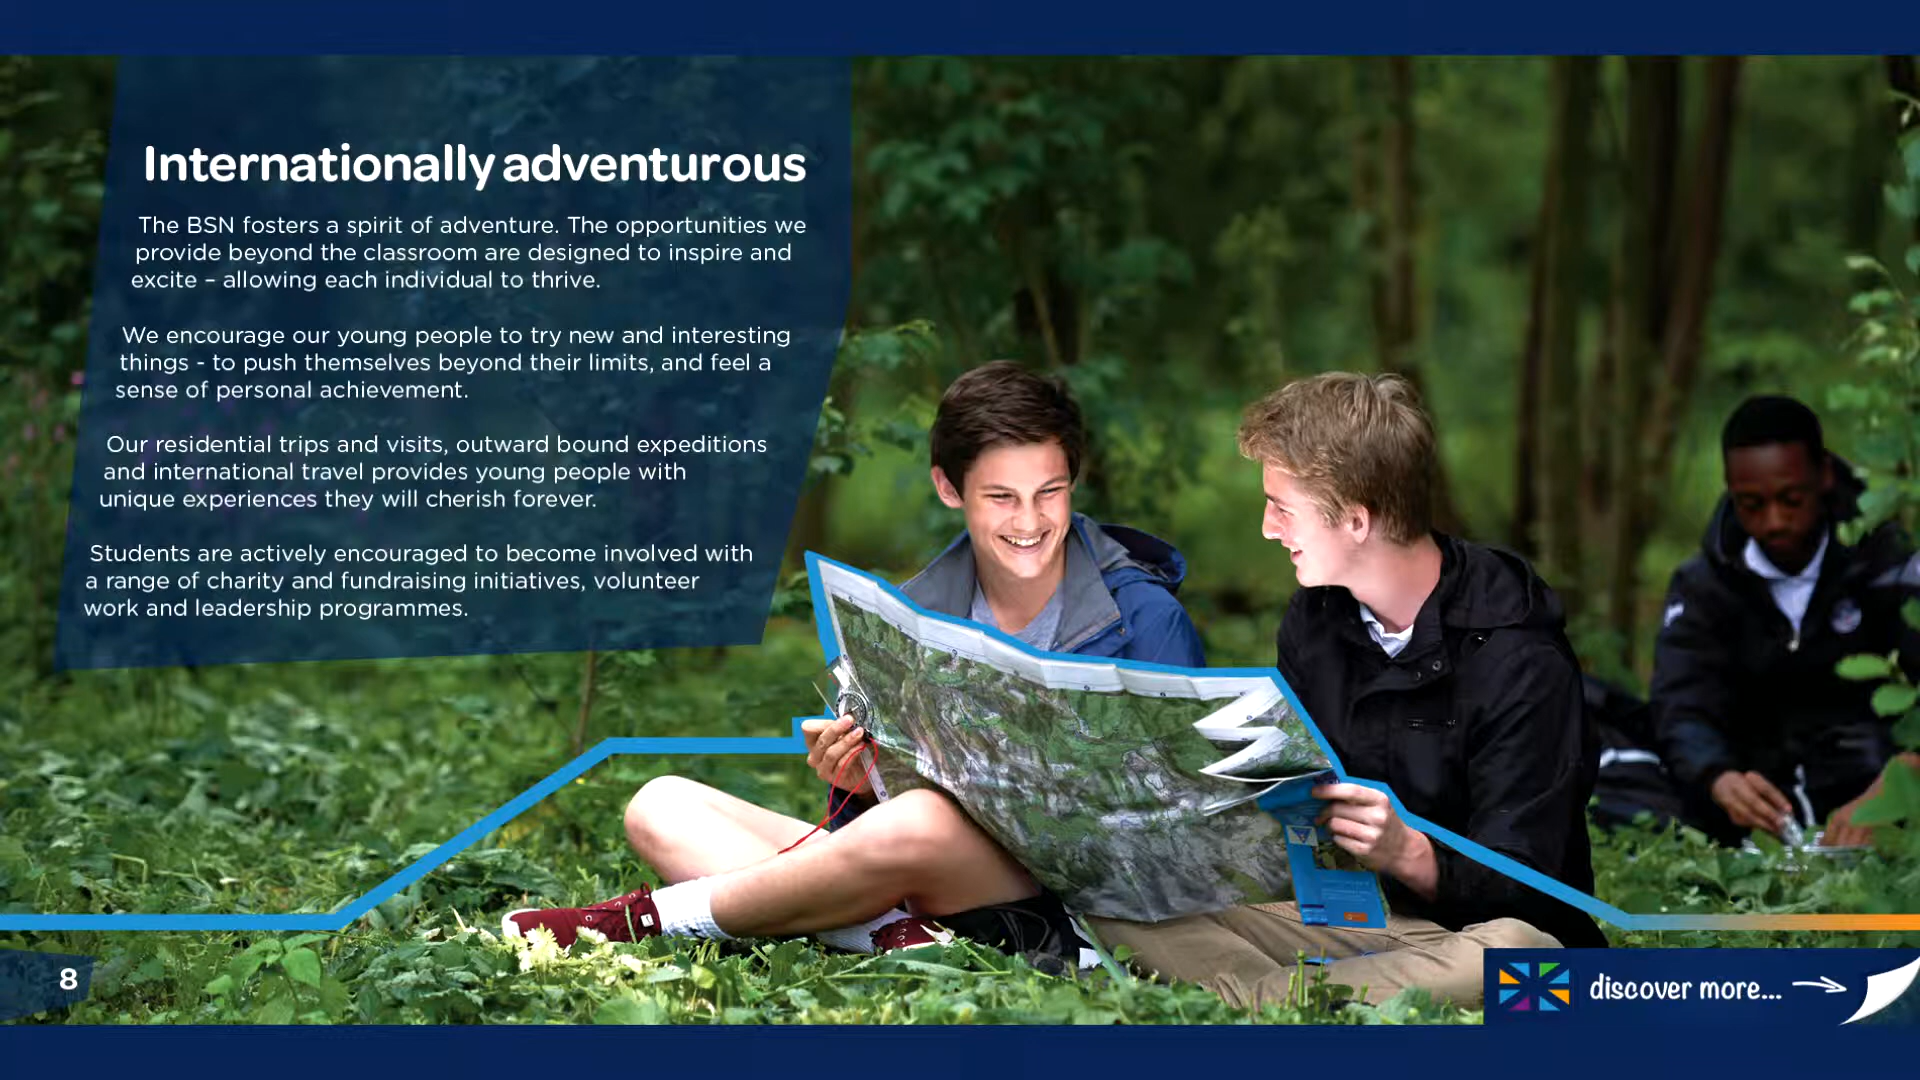 Internationally adventurous
The BSN fosters a spirit of adventure. The opportunities we
provide beyond the classroom are designed to inspire and
excite – allowing each individual to thrive.
We encourage our young people to try new and interesting
things - to push themselves beyond their limits, and feel a
sense of personal achievement.
Our residential trips and visits, outward bound expeditions
and international travel provides young people with
unique experiences they will cherish forever.
Students are actively encouraged to become involved with
a range of charity and fundraising initiatives, volunteer
work and leadership programmes.
8
discover more...